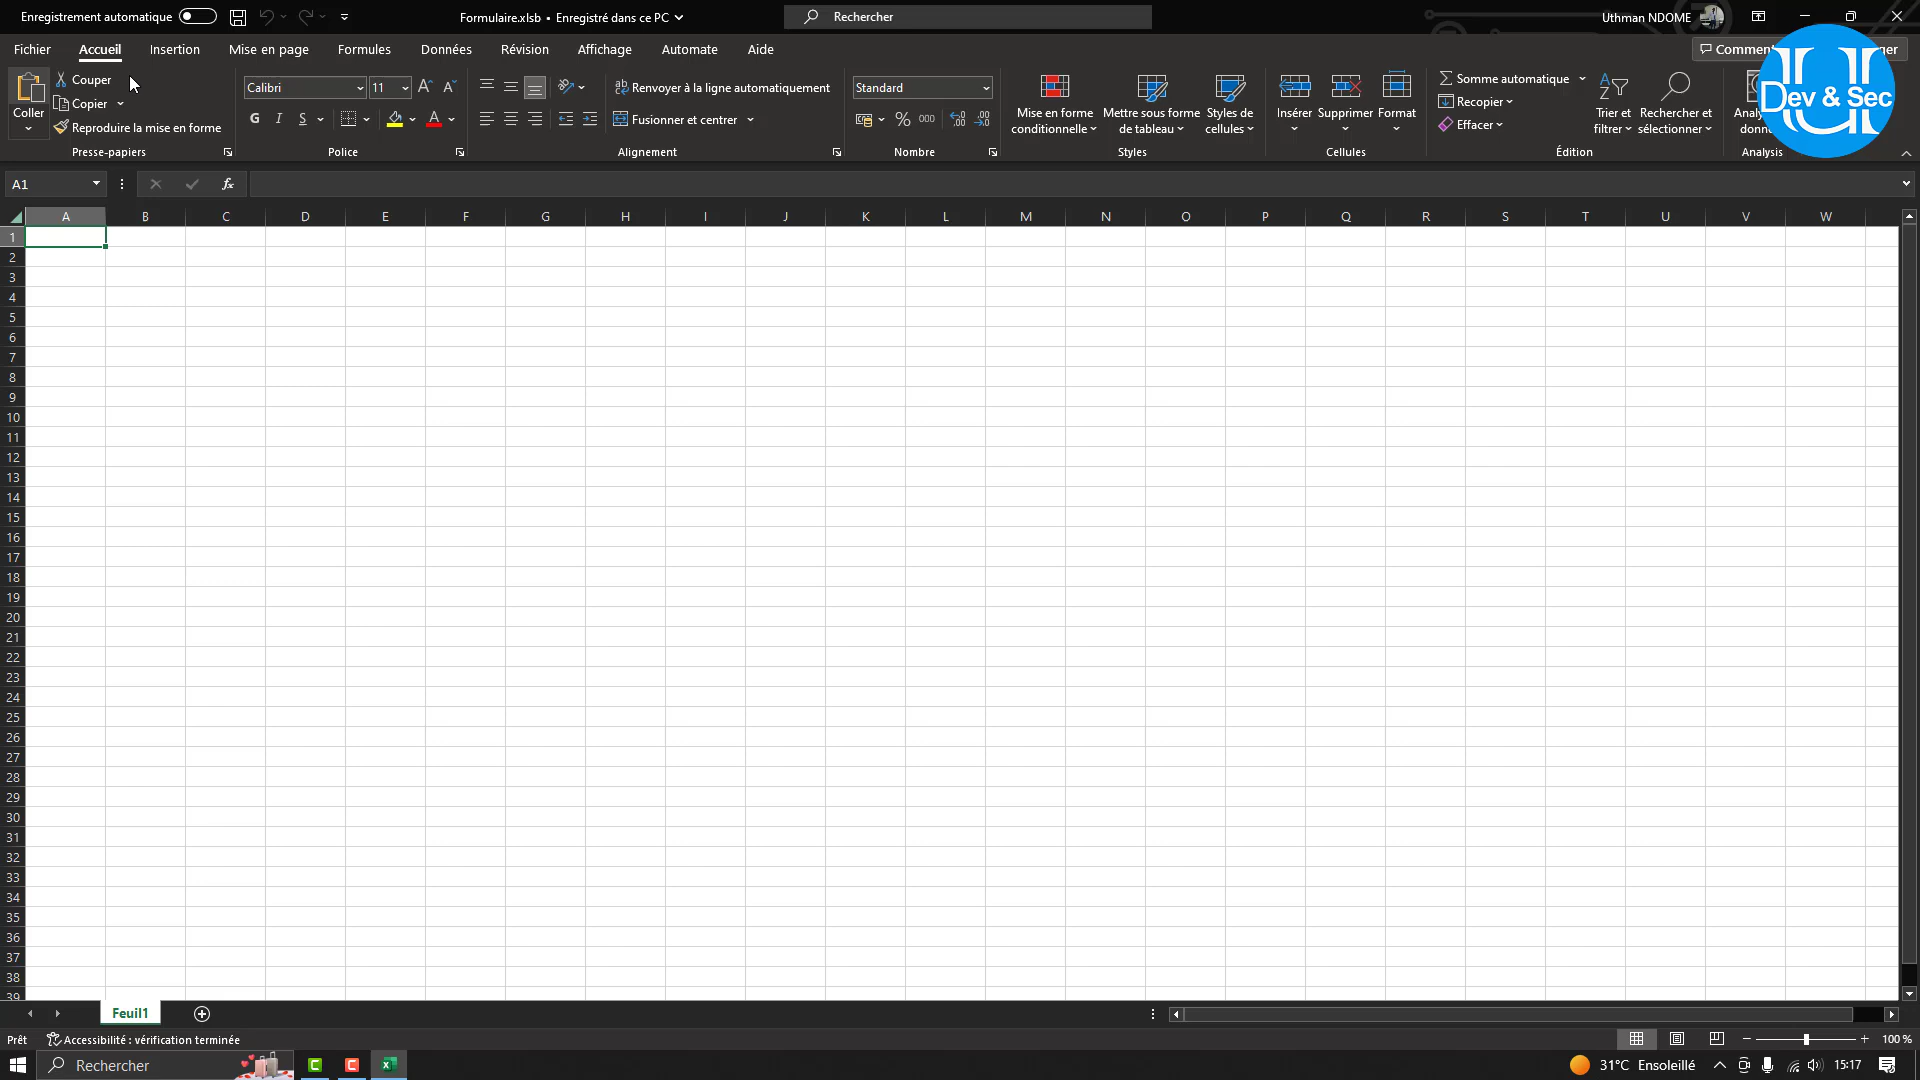 Enregistrement automatique
Formulaire.xlsb • Enregistré dans ce PC
Rechercher
Uthman NDOME
Fichier Accueil Insertion Mise en page Formules Données Révision Affichage Automate Aide
Dev & Sec
Coller
Couper
Copier
Reproduire la mise en forme
Presse-papiers
Calibri 11
G I S
Police
Renvoyer à la ligne automatiquement
Fusionner et centrer
Alignement
Standard
% 000
Nombre
Mise en forme conditionnelle
Mettre sous forme de tableau
Styles de cellules
Styles
Insérer
Supprimer
Format
Cellules
Somme automatique
Recopier
Effacer
Trier et filtrer
Rechercher et sélectionner
Édition
Analysis
A1
fx
A B C D E F G H I J K L M N O P Q R S T U V W
1
2
3
4
5
6
7
8
9
10
11
12
13
14
15
16
17
18
19
20
21
22
23
24
25
26
27
28
29
30
31
32
33
34
35
36
37
38
39
Feuil1
Prêt
Accessibilité : vérification terminée
100 %
Rechercher
31°C Ensoleillé
15:17